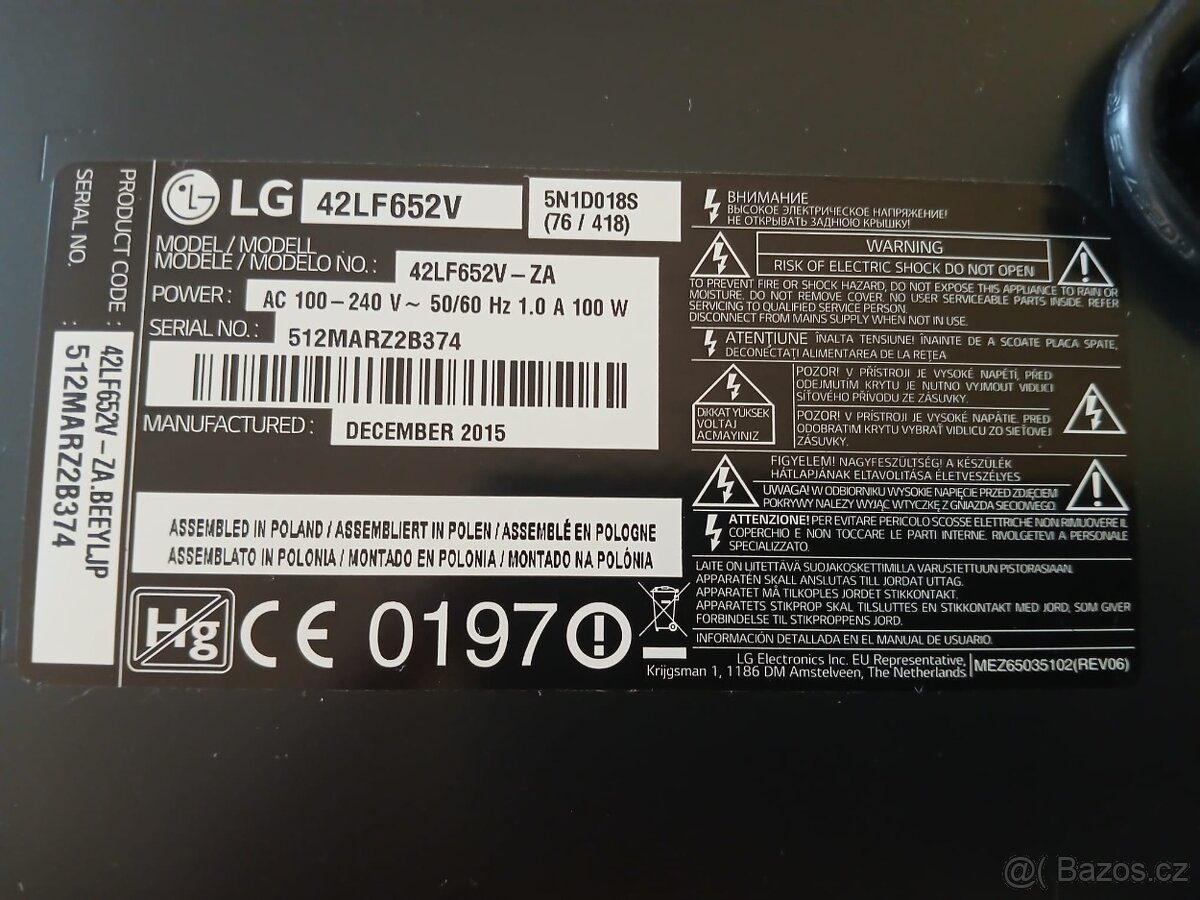 PRODUCT CODE :
SERIAL NO.
42LF652V-ZA.BEEYLJP
512MARZ2B374
LG
42LF652V
5N1D018S
(76 / 418)
MODEL / MODELL
MODELE / MODELO NO. :
42LF652V-ZA
POWER :
AC 100-240 V~ 50/60 Hz 1.0 A 100 W
SERIAL NO. :
512MARZ2B374
MANUFACTURED :
DECEMBER 2015
ASSEMBLED IN POLAND / ASSEMBLIERT IN POLEN / ASSEMBLÉ EN POLOGNE
ASSEMBLATO IN POLONIA / MONTADO EN POLONIA / MONTADO NA POLÓNIA
Hg
CE 0197
ВНИМАНИЕ
ВЫСОКОЕ ЭЛЕКТРИЧЕСКОЕ НАПРЯЖЕНИЕ!
НЕ ОТКРЫВАТЬ ЗАДНЮЮ КРЫШКУ!
WARNING
RISK OF ELECTRIC SHOCK DO NOT OPEN
TO PREVENT FIRE OR SHOCK HAZARD, DO NOT EXPOSE THIS APPLIANCE TO RAIN OR
MOISTURE. DO NOT REMOVE COVER. NO USER SERVICEABLE PARTS INSIDE. REFER
SERVICING TO QUALIFIED SERVICE PERSON.
DISCONNECT FROM MAINS SUPPLY WHEN NOT IN USE.
ATENŢIUNE ÎNALTA TENSIUNE! ÎNAINTE DE A SCOATE PLACA SPATE,
DECONECTAŢI ALIMENTAREA DE LA REŢEA
DiKKAT YÜKSEK
VOLTAJ
AÇMAYINIZ
POZOR! V PŘÍSTROJI JE VYSOKÉ NAPĚTÍ, PŘED
ODEJMUTÍM KRYTU JE NUTNO VYJMOUT VIDLICI
SÍŤOVÉHO PŘÍVODU ZE ZÁSUVKY.
POZOR! V PRÍSTROJI JE VYSOKÉ NAPÄTIE. PRED
ODOBRATIM KRYTU VYBRAŤ VIDLICU ZO SIEŤOVEJ
ZÁSUVKY.
FIGYELEM! NAGYFESZÜLTSÉG! A KÉSZÜLÉK
HÁTLAPJÁNAK ELTAVOLÍTÁSA ÉLETVESZÉLYES
UWAGA! W ODBIORNIKU WYSOKIE NAPIĘCIE PRZED ZDJĘCIEM
POKRYWY NALEŻY WYJĄC WTYCZKĘ Z GNIAZDA SIECIOWEGO.
ATTENZIONE! PER EVITARE PERICOLO SCOSSE ELETTRICHE NON RIMUOVERE IL
COPERCHIO E NON TOCCARE LE PARTI INTERNE. RIVOLGETEVI A PERSONALE
SPECIALIZZATO.
LAITE ON LIITETTÄVÄ SUOJAKOSKETTIMILLA VARUSTETTUUN PISTORASIAAN.
APPARATEN SKALL ANSLUTAS TILL JORDAT UTTAG.
APPARATET MÅ TILKOPLES JORDET STIKKONTAKT.
APPARATETS STIKPROP SKAL TILSLUTTES EN STIKKONTAKT MED JORD, SOM GIVER
FORBINDELSE TIL STIKPROPPENS JORD.
INFORMACIÓN DETALLADA EN EL MANUAL DE USUARIO.
LG Electronics Inc. EU Representative,
Krijgsman 1, 1186 DM Amstelveen, The Netherlands
MEZ65035102(REV06)
@( Bazos.cz